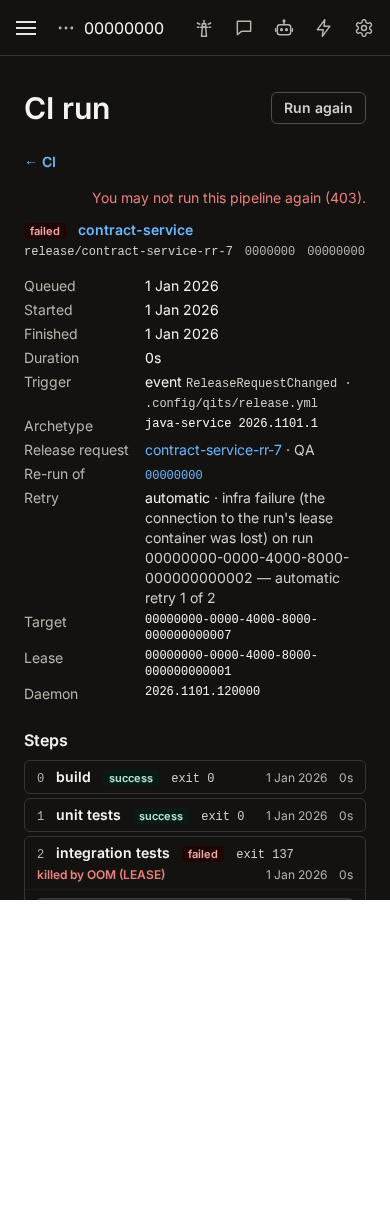 ··· 00000000
CI run
Run again
← CI
You may not run this pipeline again (403).
failed contract-service
release/contract-service-rr-7 0000000 00000000
Queued 1 Jan 2026
Started 1 Jan 2026
Finished 1 Jan 2026
Duration 0s
Trigger event ReleaseRequestChanged ·
.config/qits/release.yml
Archetype java-service 2026.1101.1
Release request contract-service-rr-7 · QA
Re-run of 00000000
Retry automatic · infra failure (the
connection to the run's lease
container was lost) on run
00000000-0000-4000-8000-
000000000002 — automatic
retry 1 of 2
Target 00000000-0000-4000-8000-
000000000007
Lease 00000000-0000-4000-8000-
000000000001
Daemon 2026.1101.120000
Steps
0 build success exit 0 1 Jan 2026 0s
1 unit tests success exit 0 1 Jan 2026 0s
2 integration tests failed exit 137
killed by OOM (LEASE) 1 Jan 2026 0s